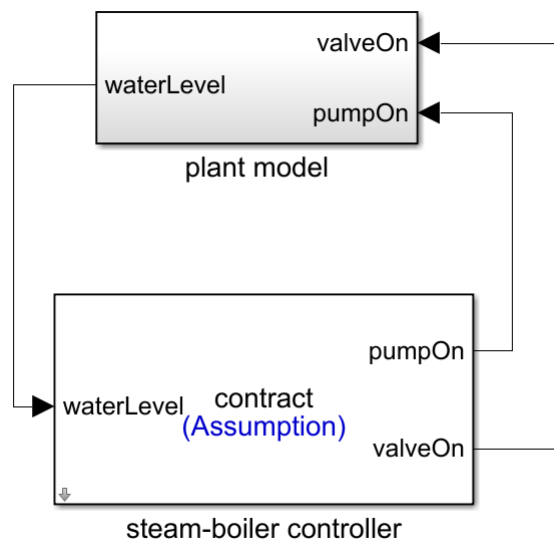 valveOn
waterLevel
pumpOn
plant model
pumpOn
waterLevel
contract
(Assumption)
valveOn
steam-boiler controller